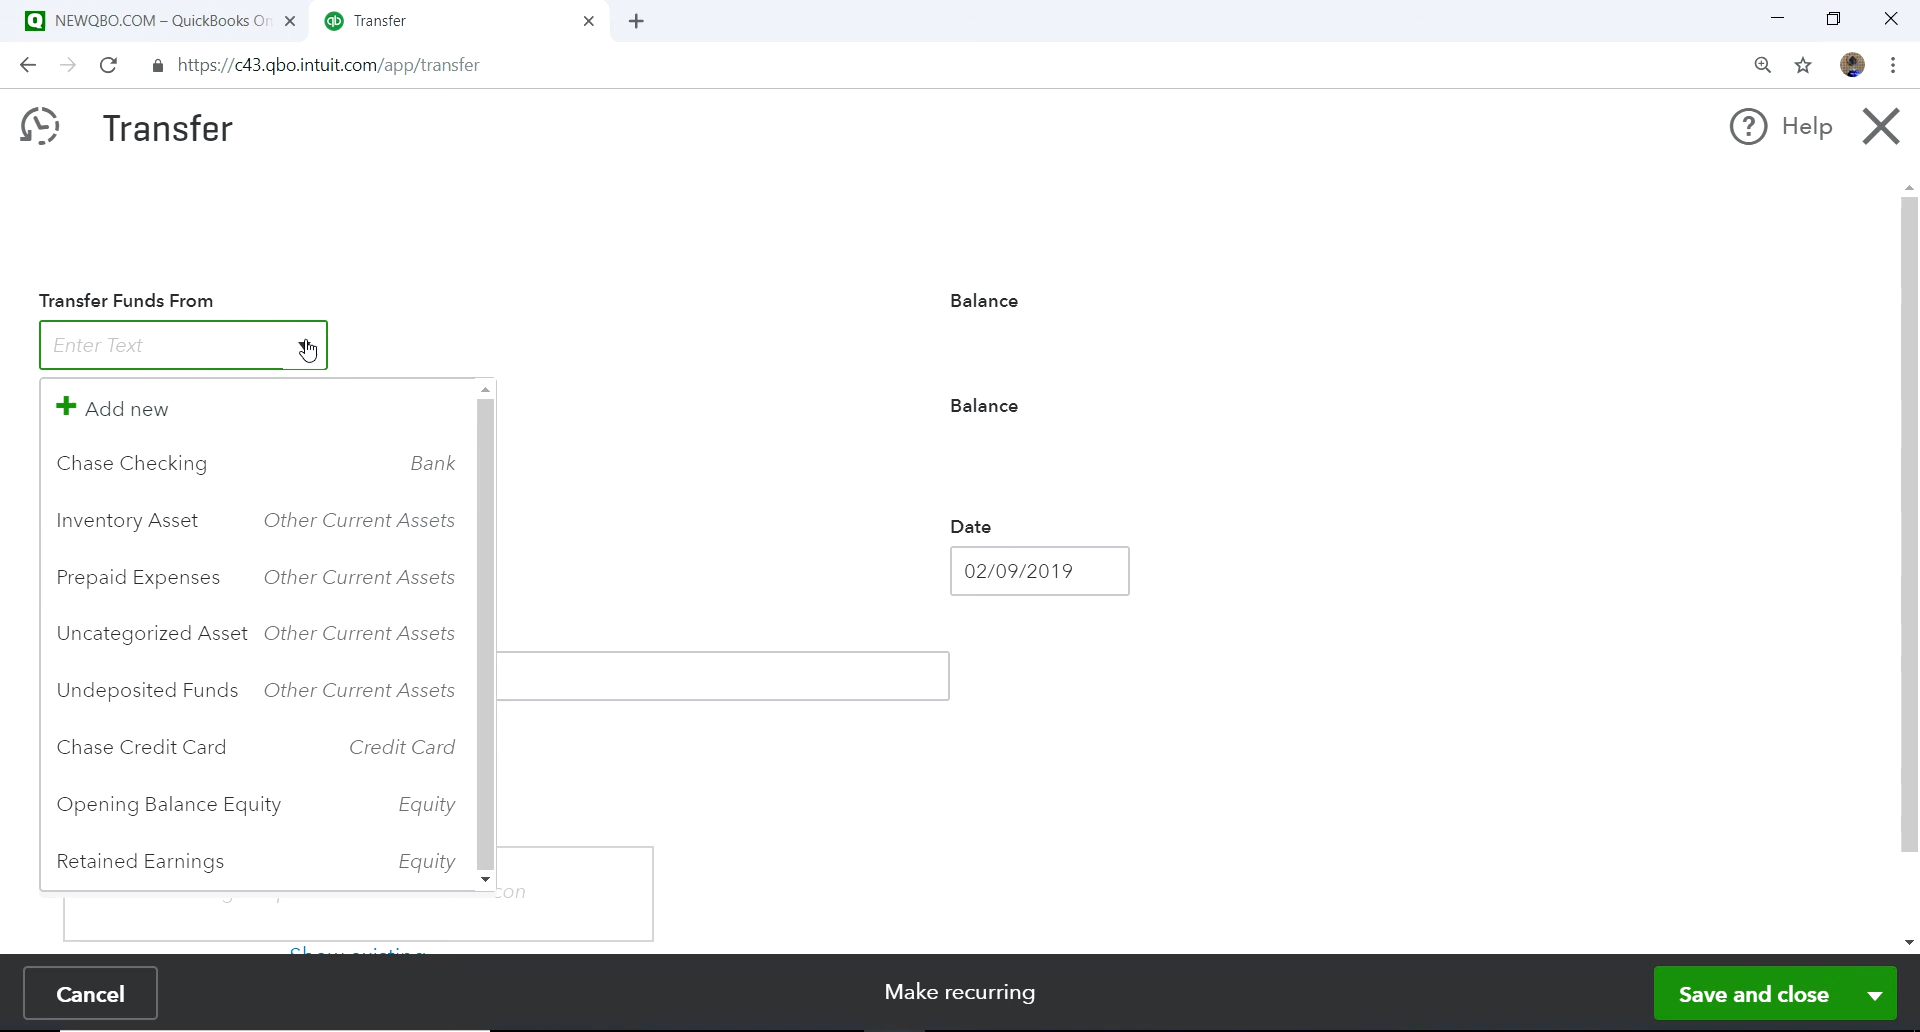 NEWQBO.COM – QuickBooks On
Transfer
https://c43.qbo.intuit.com/app/transfer
Transfer
Help
Transfer Funds From
Balance
Enter Text
Add new
Balance
Chase Checking Bank
Inventory Asset Other Current Assets
Date
Prepaid Expenses Other Current Assets
02/09/2019
Uncategorized Asset Other Current Assets
Undeposited Funds Other Current Assets
Chase Credit Card Credit Card
Opening Balance Equity Equity
Retained Earnings Equity
Show existing
Cancel
Make recurring
Save and close